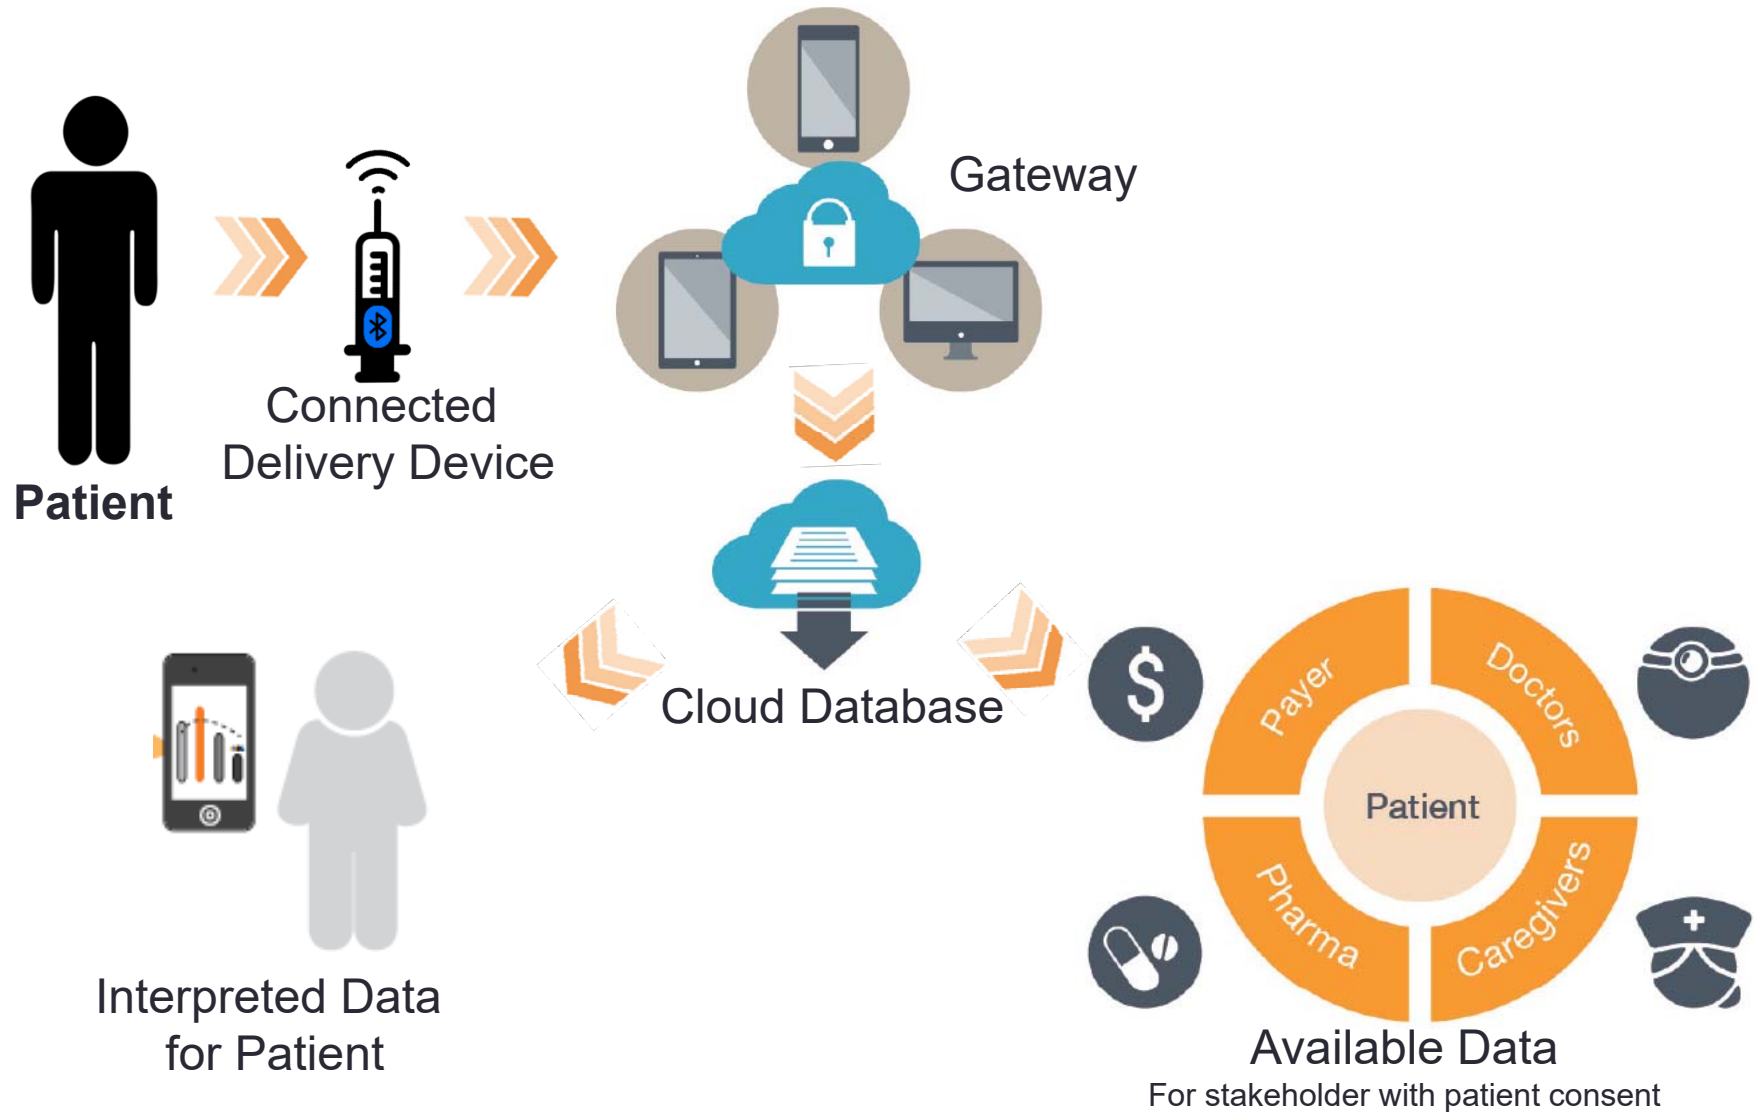 Gateway
Connected
Delivery Device
Patient
Cloud Database
$
Payer
Doctors
Patient
Pharma
Caregivers
Interpreted Data
for Patient
Available Data
For stakeholder with patient consent